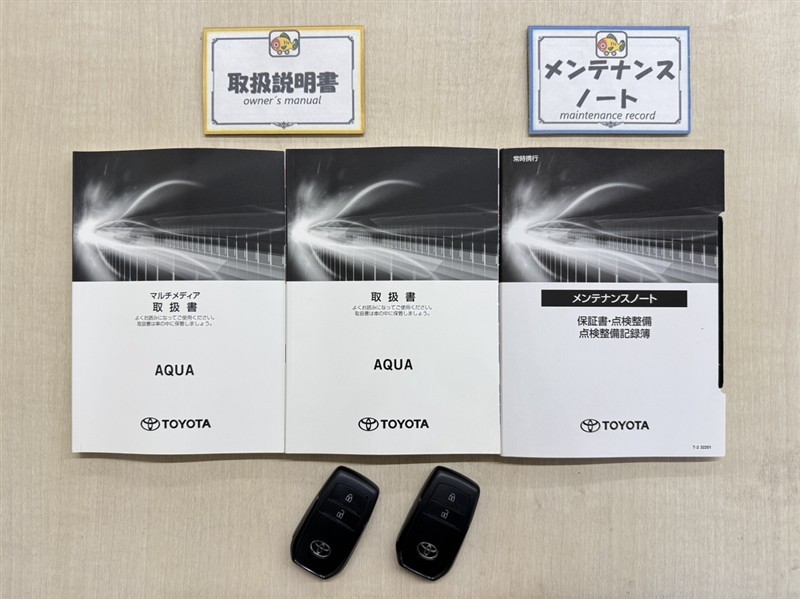 取扱説明書
owner's manual
メンテナンス
ノート
maintenance record
マルチメディア
取扱書
よくお読みになってご使用ください。
取扱書は車の中に保管しましょう。
AQUA
TOYOTA
取扱書
よくお読みになってご使用ください。
取扱書は車の中に保管しましょう。
AQUA
TOYOTA
常時携行
メンテナンスノート
保証書・点検整備
点検整備記録簿
TOYOTA
T-2 32201